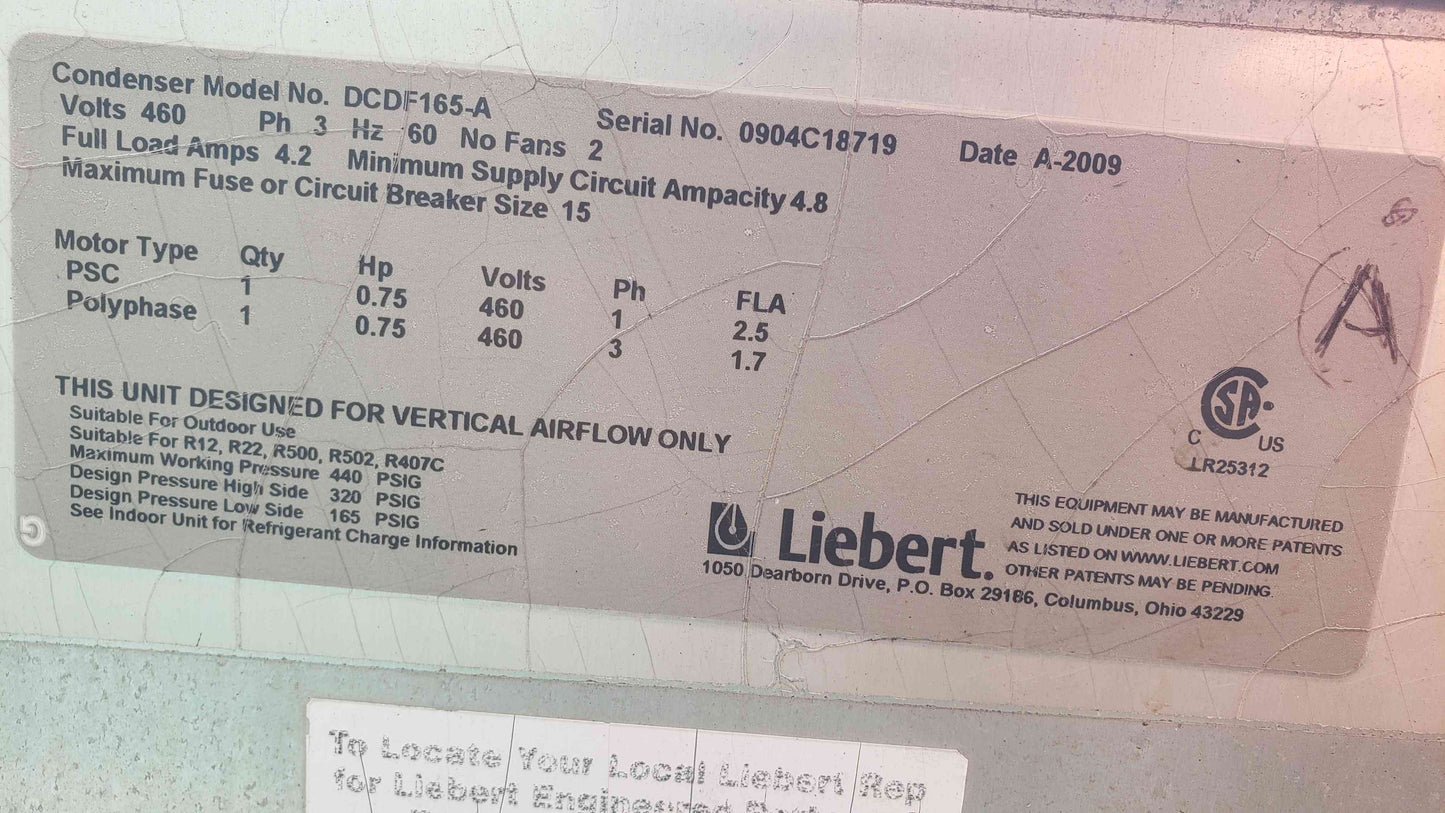 Condenser Model No. DCDF165-A Serial No. 0904C18719 Date A-2009
Volts 460 Ph 3 Hz 60 No Fans 2
Full Load Amps 4.2 Minimum Supply Circuit Ampacity 4.8
Maximum Fuse or Circuit Breaker Size 15
Motor Type Qty Hp Volts Ph FLA
PSC 1 0.75 460 1 2.5
Polyphase 1 0.75 460 3 1.7
A
THIS UNIT DESIGNED FOR VERTICAL AIRFLOW ONLY
Suitable For Outdoor Use
Suitable For R12, R22, R500, R502, R407C
Maximum Working Pressure 440 PSIG
Design Pressure High Side 320 PSIG
Design Pressure Low Side 165 PSIG
See Indoor Unit for Refrigerant Charge Information
CSA
C US
LR25312
Liebert.
1050 Dearborn Drive, P.O. Box 29186, Columbus, Ohio 43229
THIS EQUIPMENT MAY BE MANUFACTURED
AND SOLD UNDER ONE OR MORE PATENTS
AS LISTED ON WWW.LIEBERT.COM
OTHER PATENTS MAY BE PENDING.
To Locate Your Local Liebert Rep
for Liebert Engineered